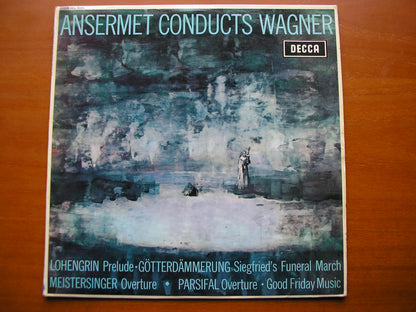 ANSERMET CONDUCTS WAGNER
DECCA
LOHENGRIN Prelude · GÖTTERDÄMMERUNG Siegfried's Funeral March
MEISTERSINGER Overture • PARSIFAL Overture · Good Friday Music